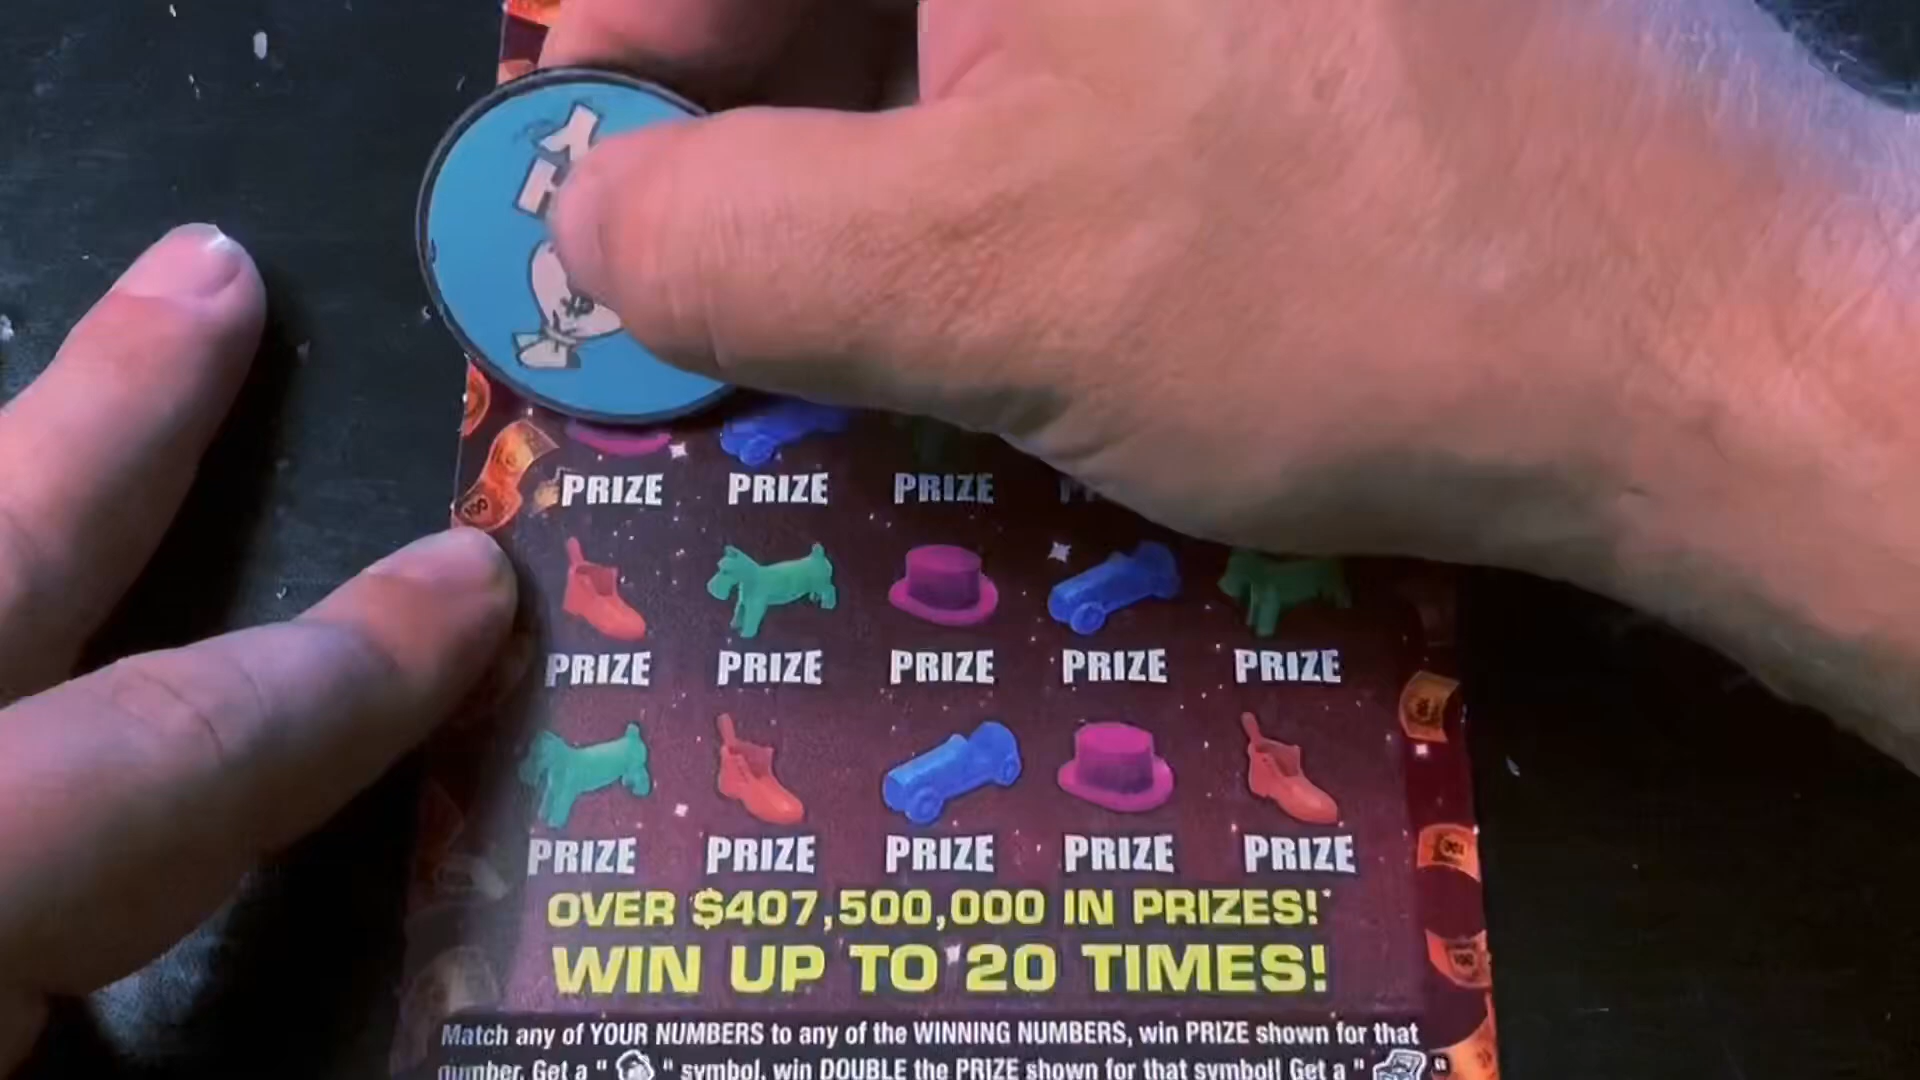 PRIZE PRIZE PRIZE
PRIZE PRIZE PRIZE PRIZE PRIZE
PRIZE PRIZE PRIZE PRIZE PRIZE
OVER $407,500,000 IN PRIZES!*
WIN UP TO 20 TIMES!
Match any of YOUR NUMBERS to any of the WINNING NUMBERS, win PRIZE shown for that
number. Get a " " symbol, win DOUBLE the PRIZE shown for that symbol! Get a " "